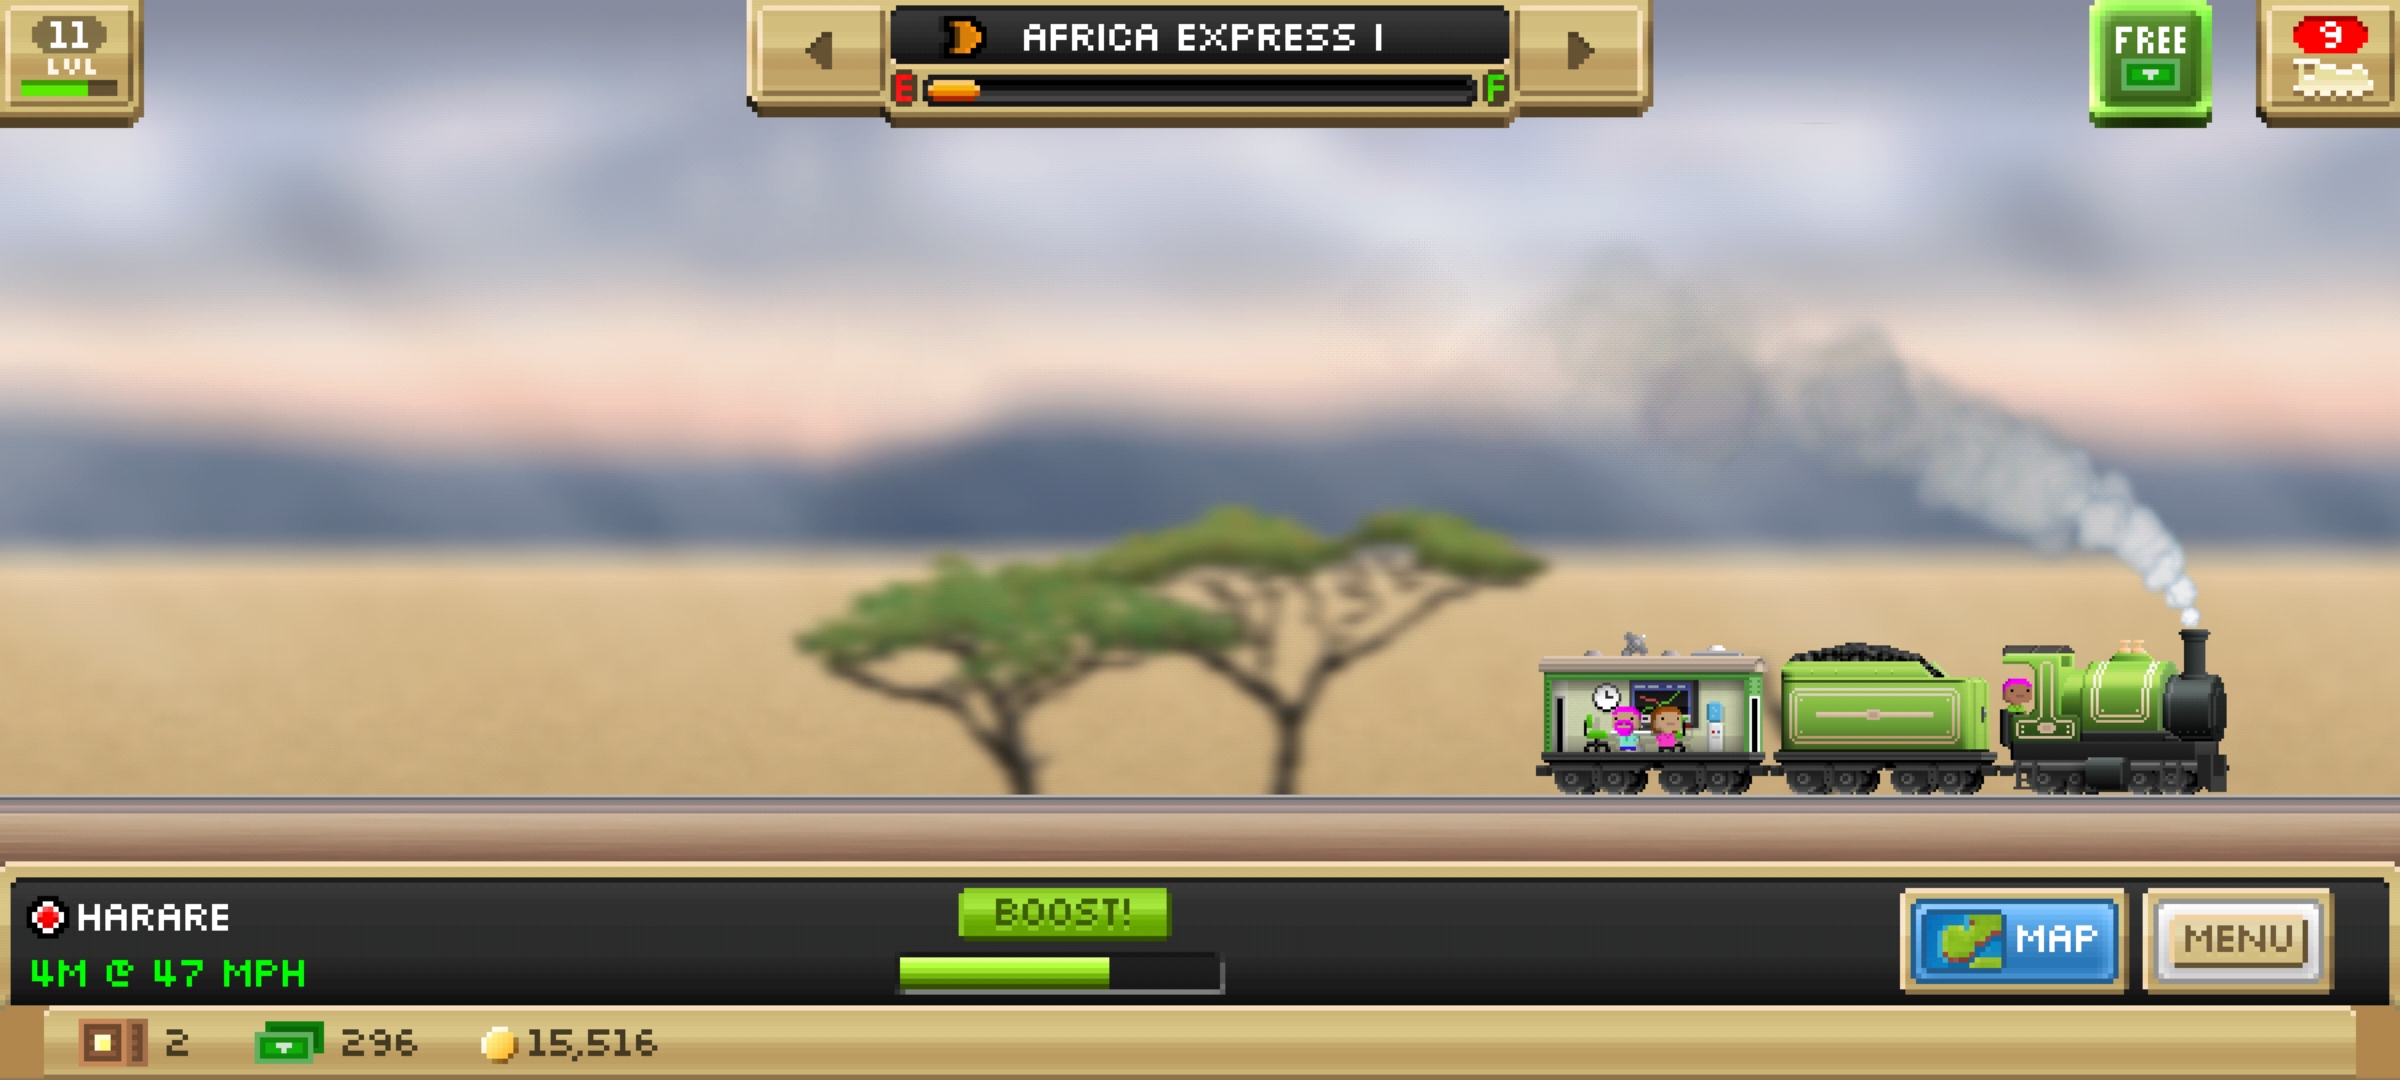 11
LVL
AFRICA EXPRESS I
E F
FREE
9
HARARE
4M @ 47 MPH
BOOST!
MAP
MENU
2
296
15,516